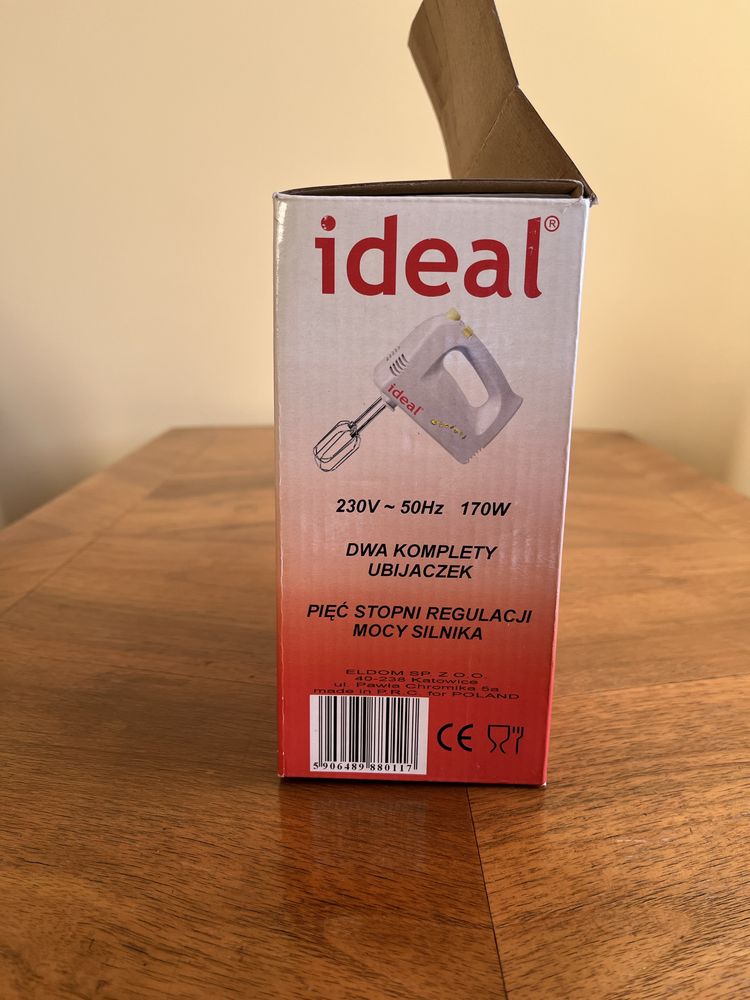 ideal®
ideal
230V ~ 50Hz 170W
DWA KOMPLETY
UBIJACZEK
PIĘĆ STOPNI REGULACJI
MOCY SILNIKA
ELDOM SP. Z O.O.
40-238 Katowice
ul. Pawła Chromika 5a
made in P.R.C. for POLAND
5 906489 880117
CE